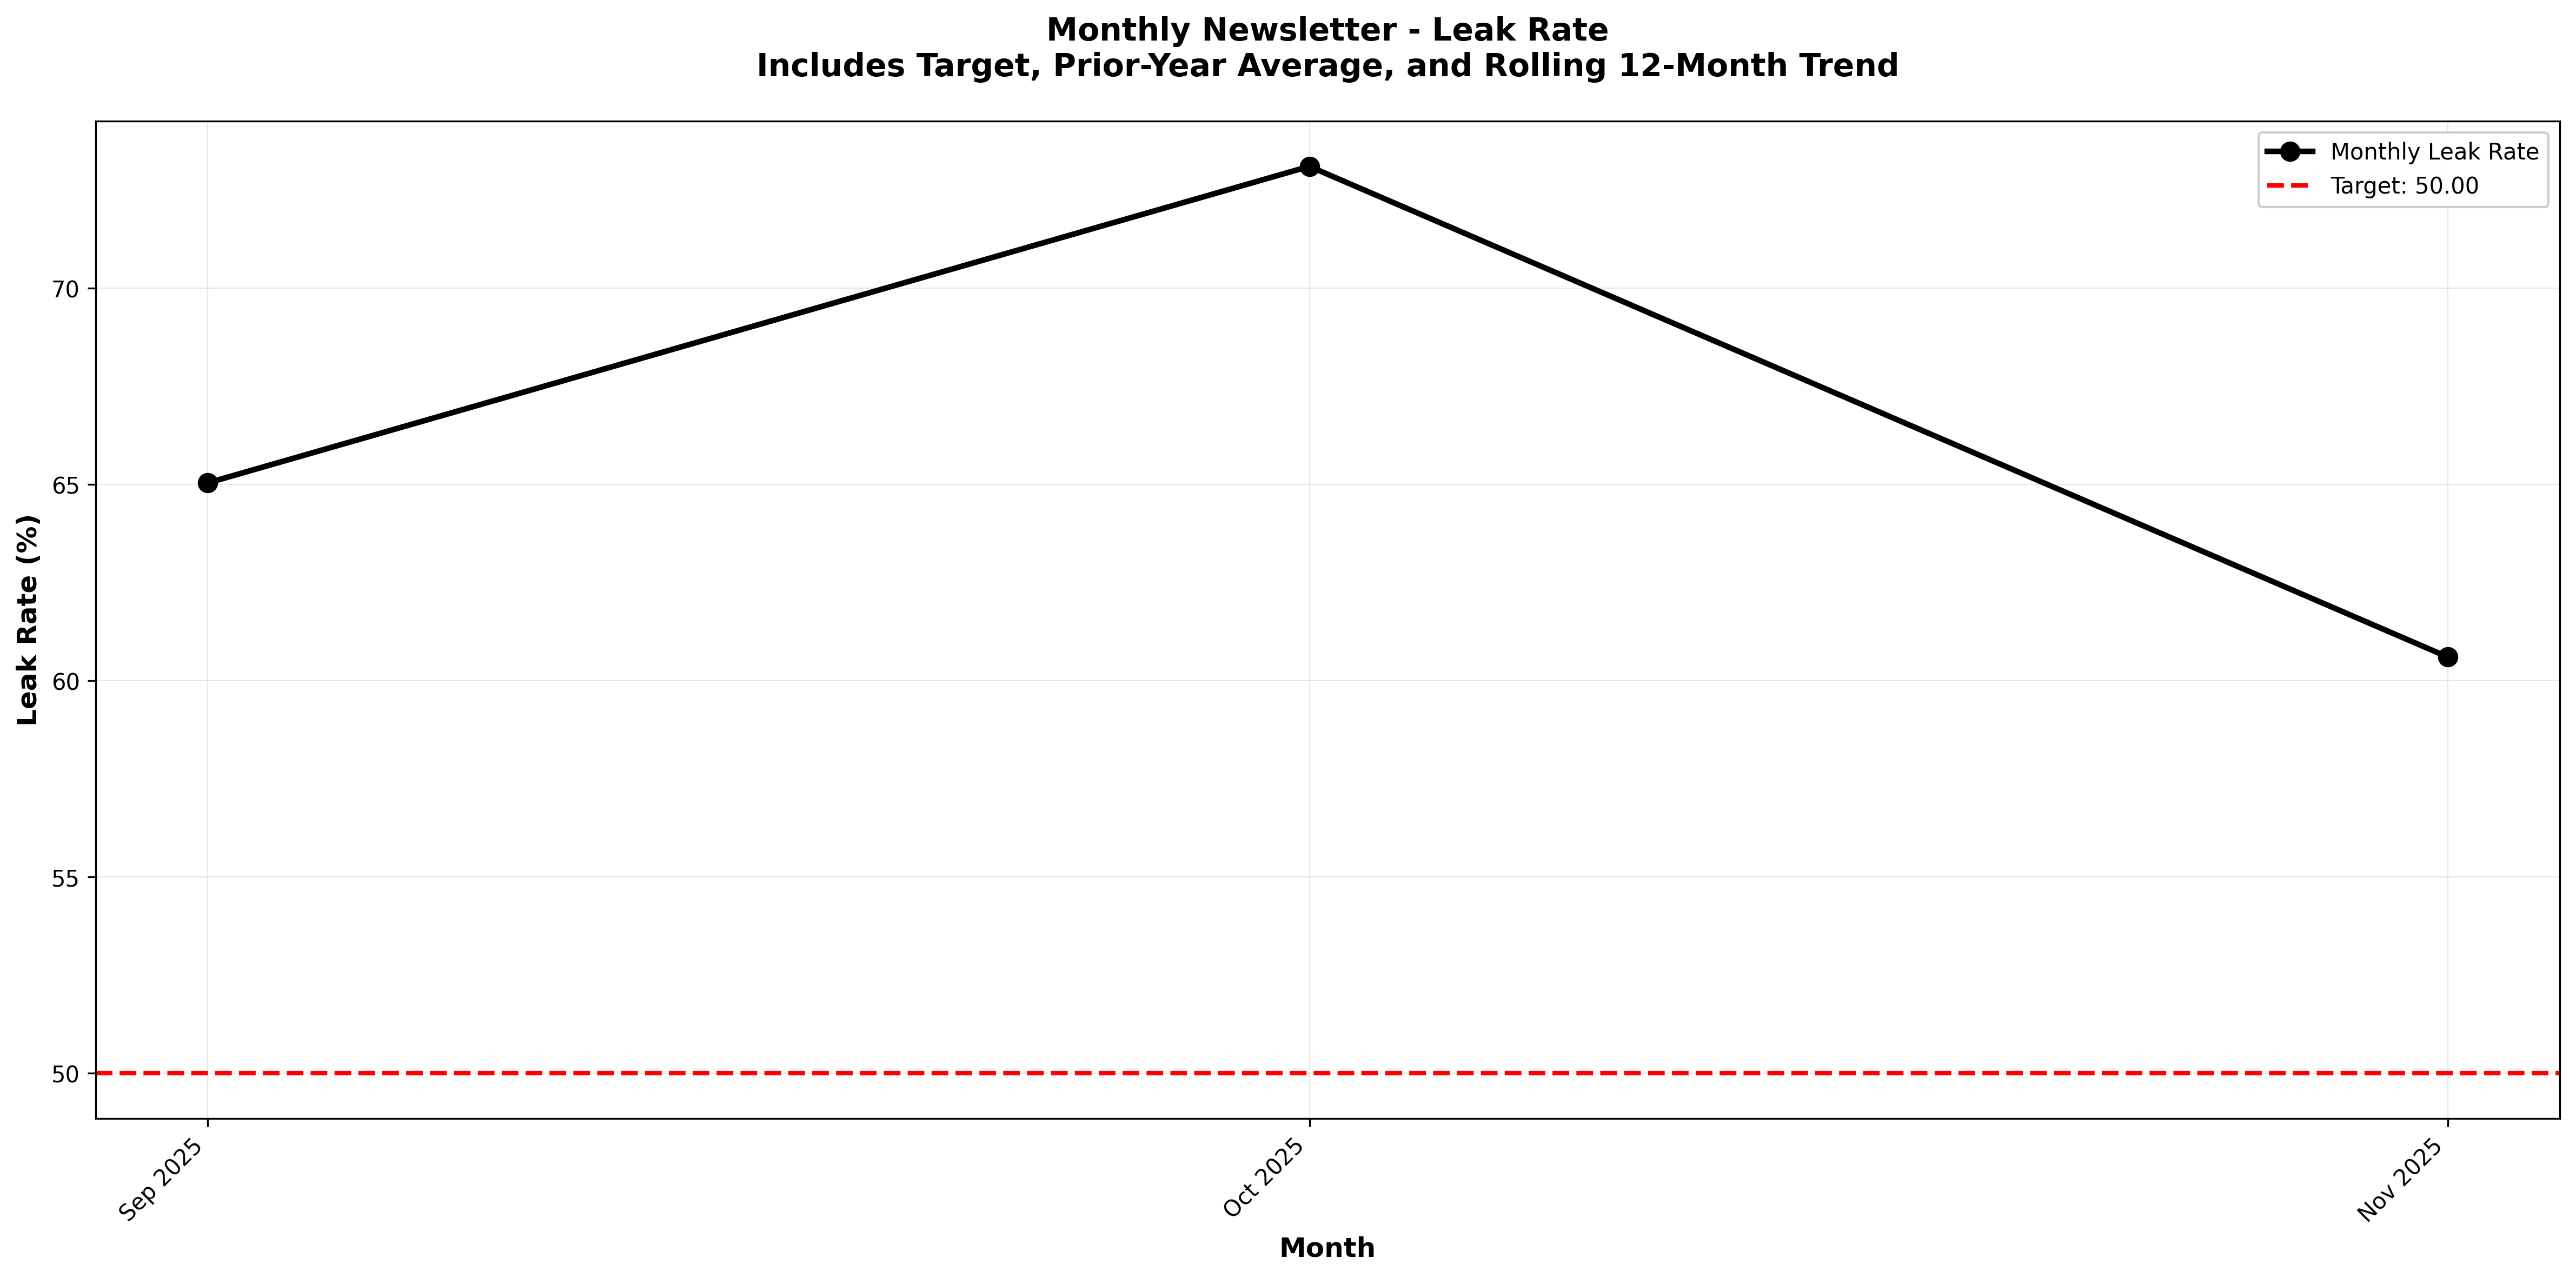 Monthly Newsletter - Leak Rate
Includes Target, Prior-Year Average, and Rolling 12-Month Trend
Monthly Leak Rate
Target: 50.00
Leak Rate (%)
70
65
60
55
50
Sep 2025
Oct 2025
Nov 2025
Month